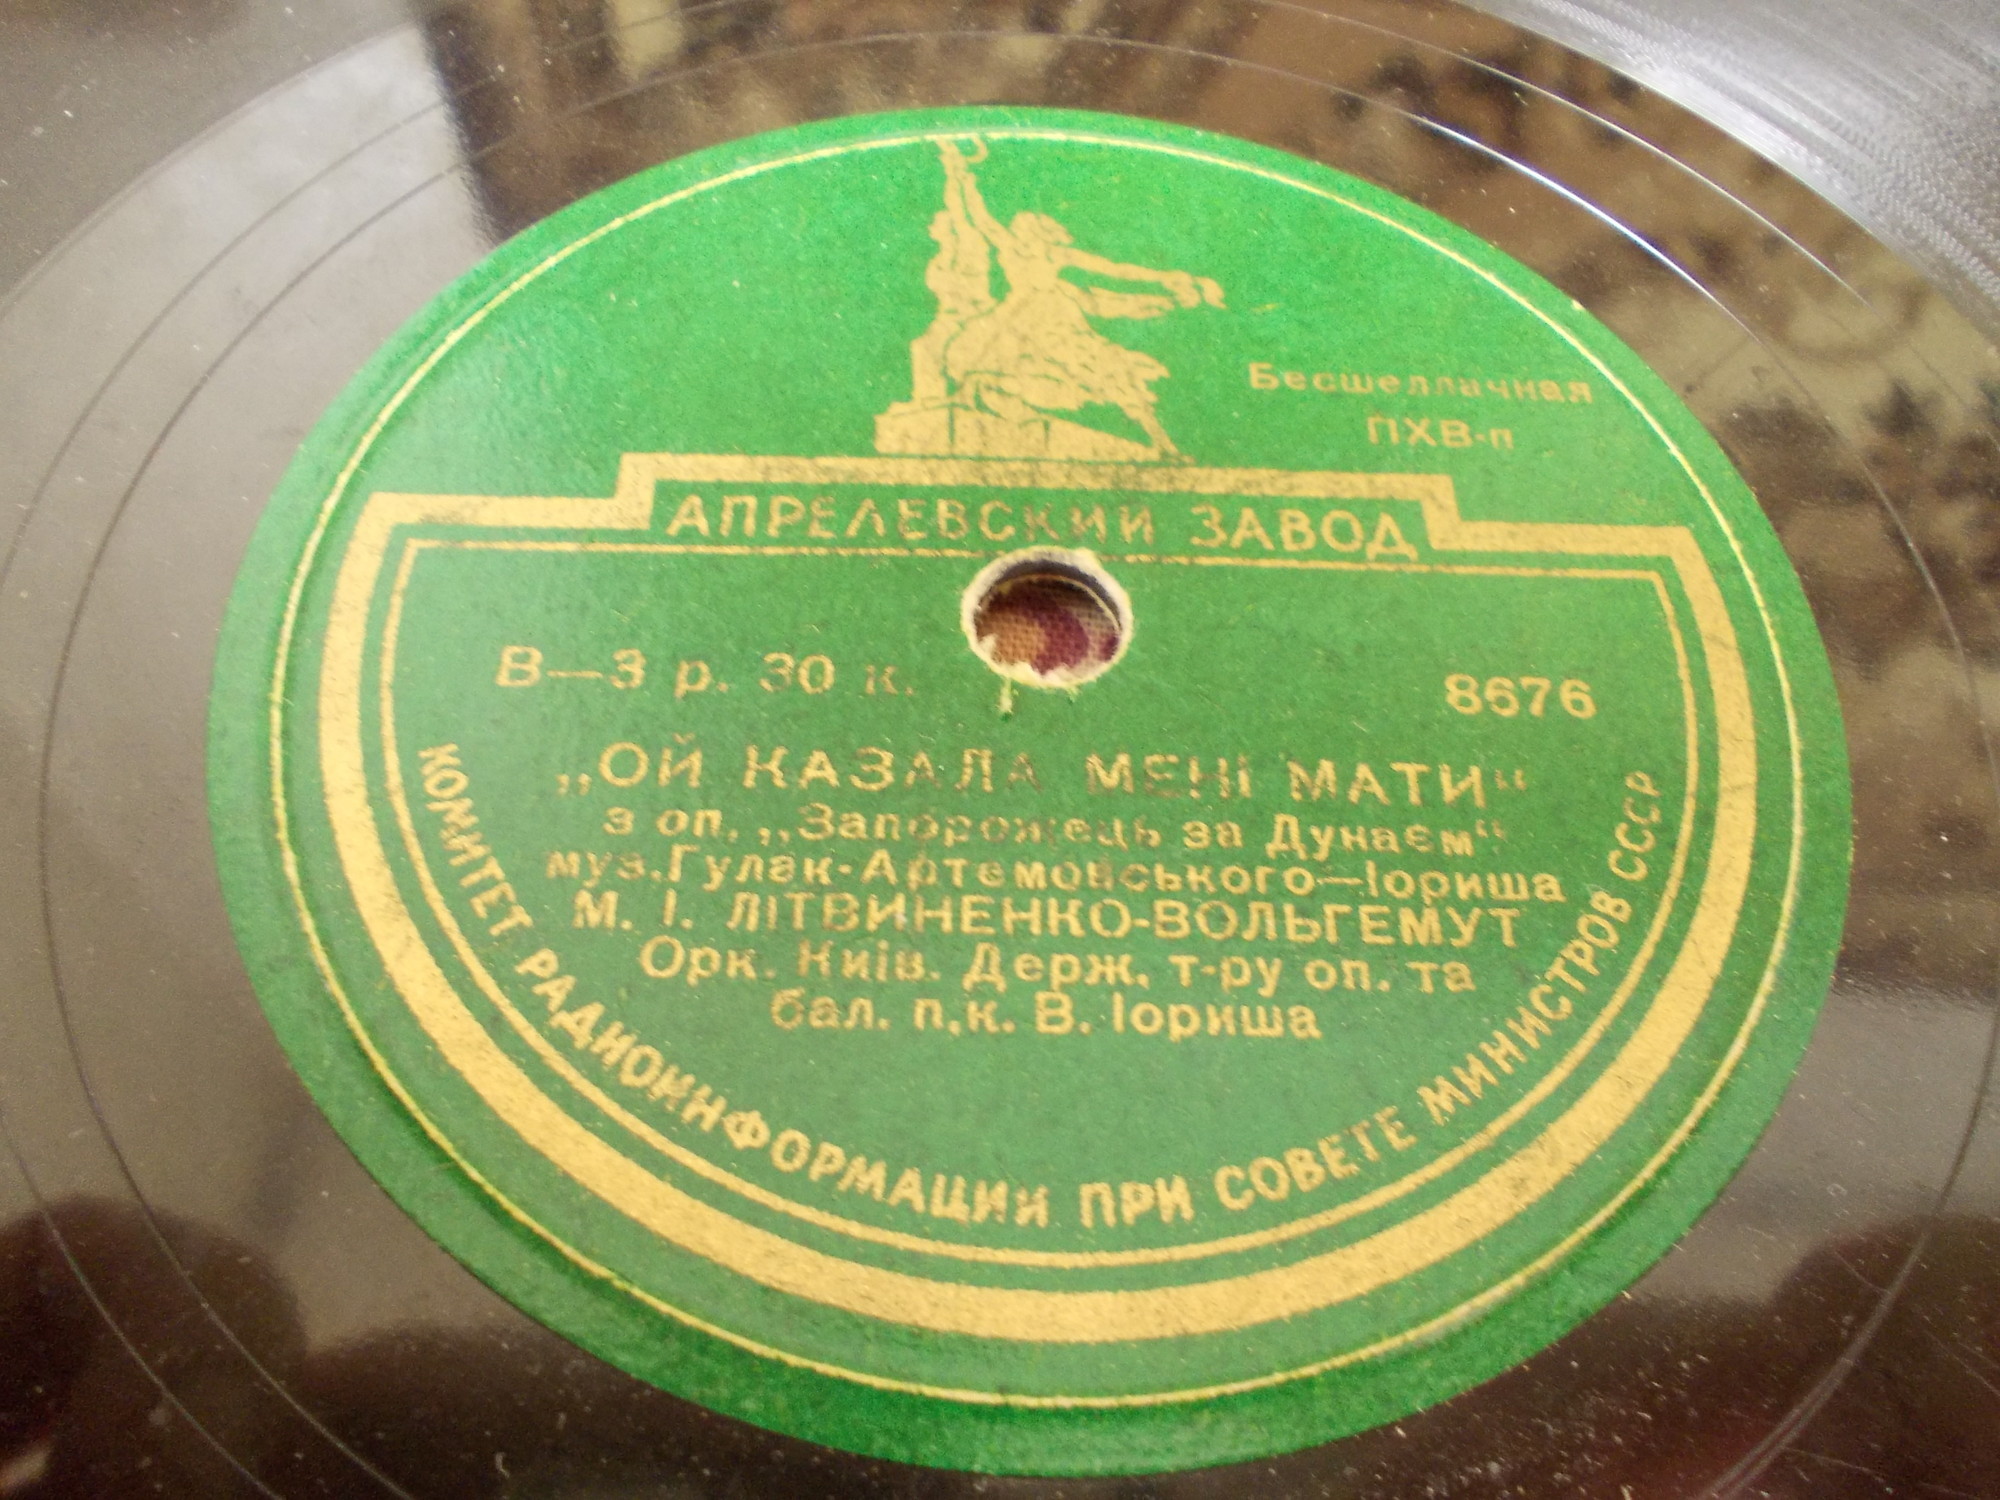 Бесшеллачная
ПХВ-п
АПРЕЛЕВСКИЙ ЗАВОД
В—3 р. 30 к.
8676
„ОЙ КАЗАЛА МЕНІ МАТИ“
з оп. „Запорожець за Дунаєм“
муз.Гулак-Артемовського—Іориша
М. І. ЛІТВИНЕНКО-ВОЛЬГЕМУТ
Орк. Київ. Держ. т-ру оп. та
бал. п.к. В. Іориша
КОМИТЕТ РАДИОИНФОРМАЦИИ ПРИ СОВЕТЕ МИНИСТРОВ СССР